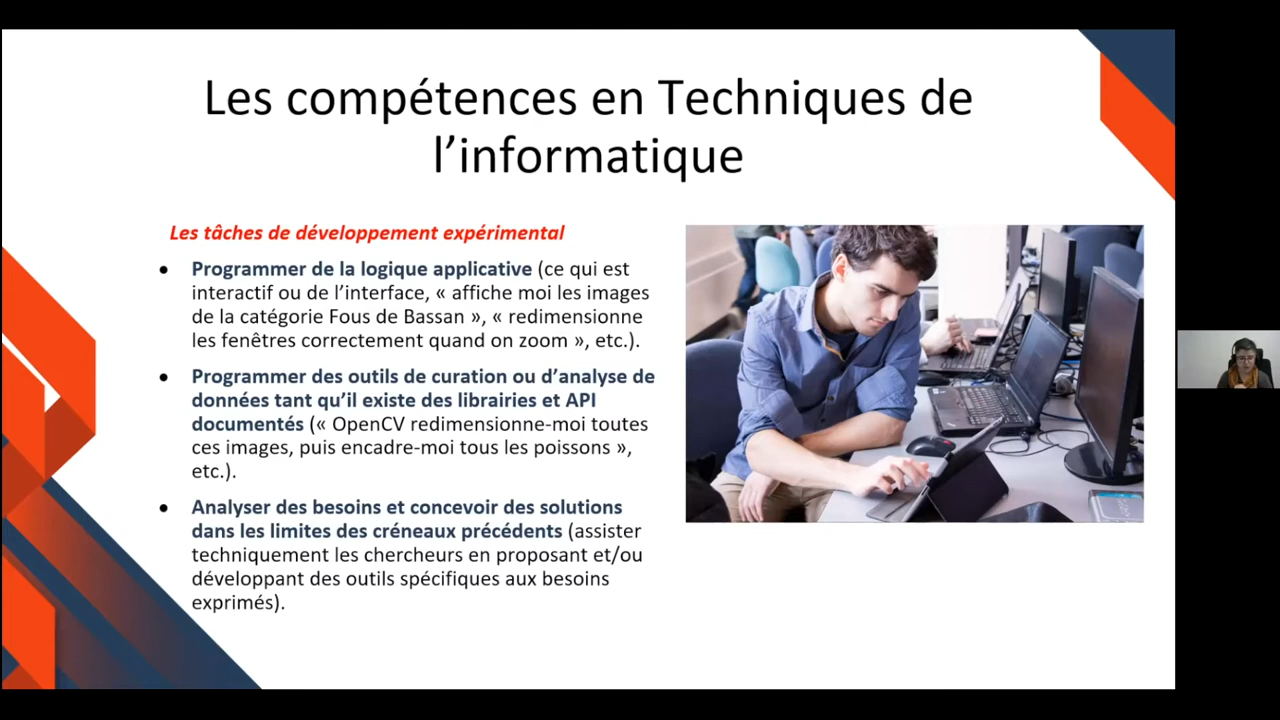 Les compétences en Techniques de
l’informatique
Les tâches de développement expérimental
● Programmer de la logique applicative (ce qui est
interactif ou de l’interface, « affiche moi les images
de la catégorie Fous de Bassan », « redimensionne
les fenêtres correctement quand on zoom », etc.).
● Programmer des outils de curation ou d’analyse de
données tant qu’il existe des librairies et API
documentés (« OpenCV redimensionne-moi toutes
ces images, puis encadre-moi tous les poissons »,
etc.).
● Analyser des besoins et concevoir des solutions
dans les limites des créneaux précédents (assister
techniquement les chercheurs en proposant et/ou
développant des outils spécifiques aux besoins
exprimés).